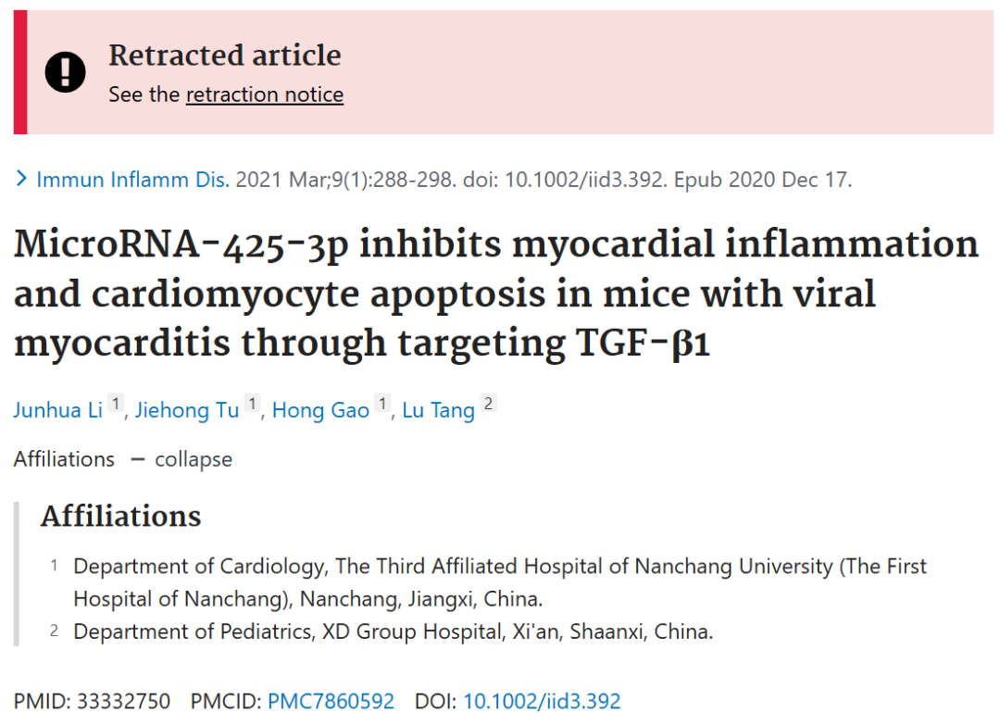 Retracted article
See the retraction notice
Immun Inflamm Dis. 2021 Mar;9(1):288-298. doi: 10.1002/iid3.392. Epub 2020 Dec 17.
MicroRNA-425-3p inhibits myocardial inflammation
and cardiomyocyte apoptosis in mice with viral
myocarditis through targeting TGF-β1
Junhua Li 1, Jiehong Tu 1, Hong Gao 1, Lu Tang 2
Affiliations − collapse
Affiliations
1 Department of Cardiology, The Third Affiliated Hospital of Nanchang University (The First
Hospital of Nanchang), Nanchang, Jiangxi, China.
2 Department of Pediatrics, XD Group Hospital, Xi'an, Shaanxi, China.
PMID: 33332750 PMCID: PMC7860592 DOI: 10.1002/iid3.392